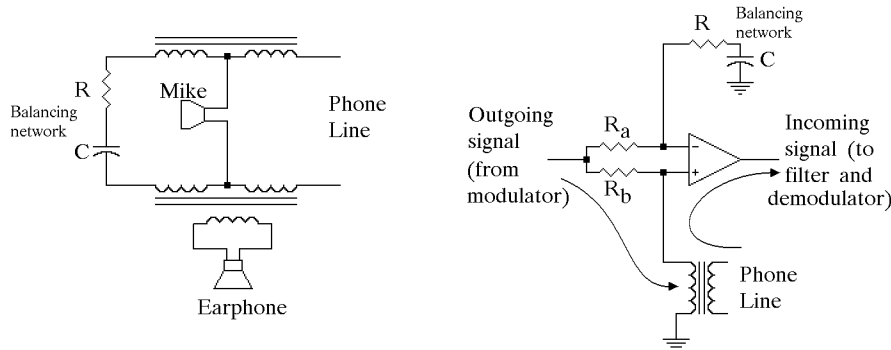 R
Balancing
network
C
Mike
Phone
Line
Earphone
Balancing
network
R
C
Outgoing
signal
(from
modulator)
Ra
Rb
−
+
Incoming
signal (to
filter and
demodulator)
Phone
Line